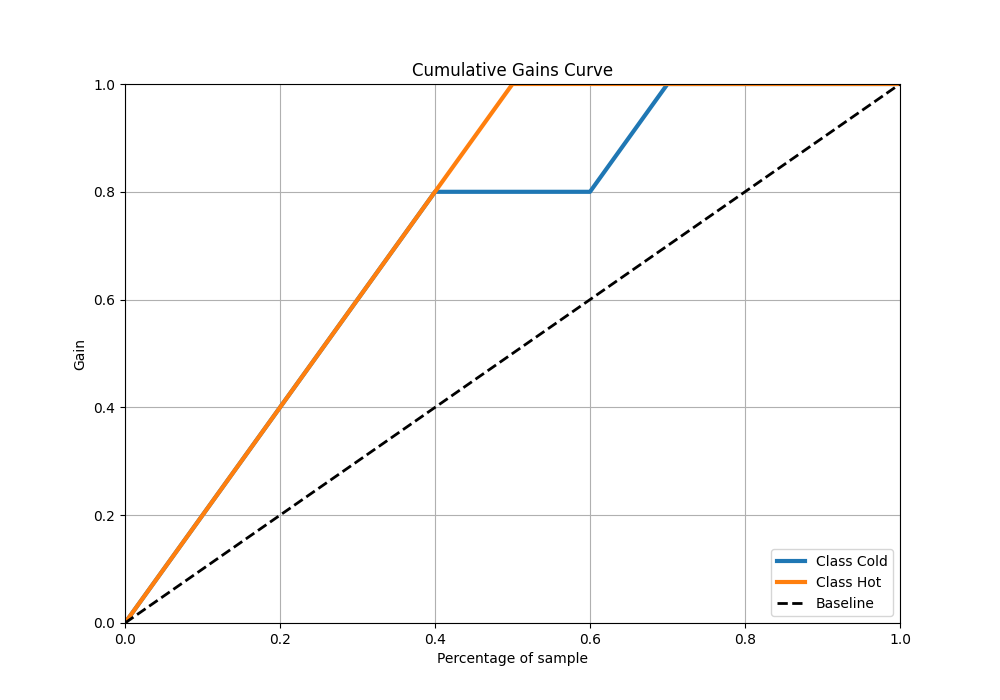 Cumulative Gains Curve
1.0
0.8
0.6
0.4
0.2
0.0
Gain
0.0 0.2 0.4 0.6 0.8 1.0
Percentage of sample
Class Cold
Class Hot
Baseline